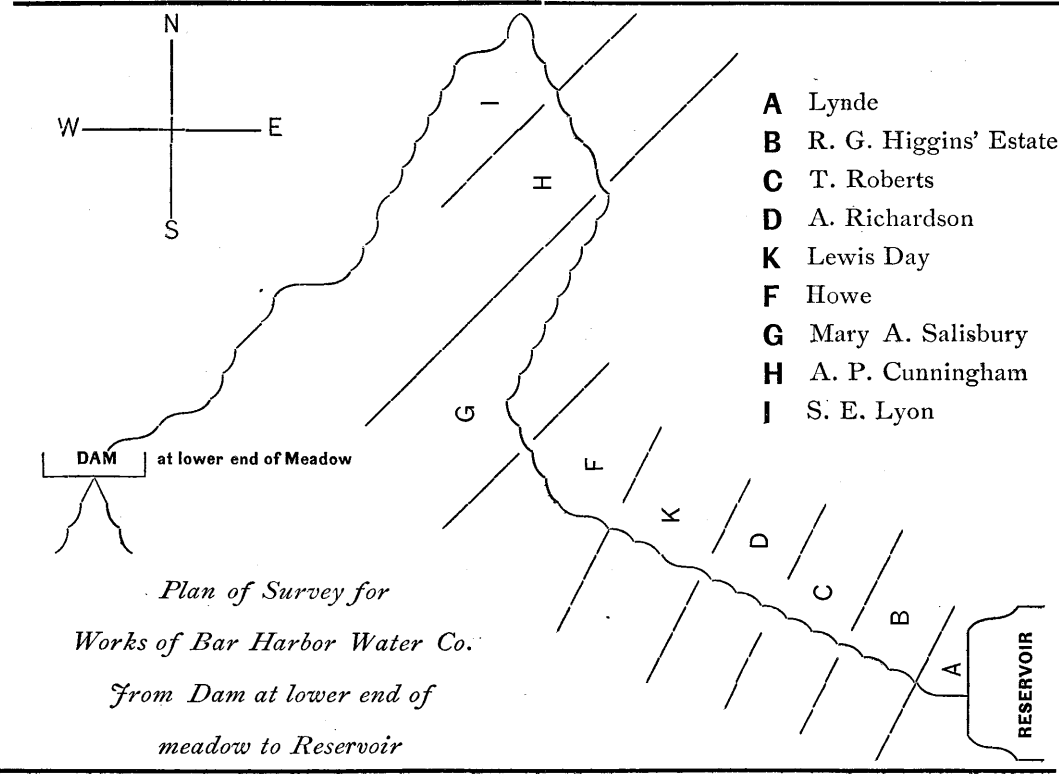 N
W E
S
A Lynde
B R. G. Higgins' Estate
C T. Roberts
D A. Richardson
K Lewis Day
F Howe
G Mary A. Salisbury
H A. P. Cunningham
I S. E. Lyon
I
H
G
F
K
D
C
B
A
RESERVOIR
DAM at lower end of Meadow
Plan of Survey for
Works of Bar Harbor Water Co.
From Dam at lower end of
meadow to Reservoir